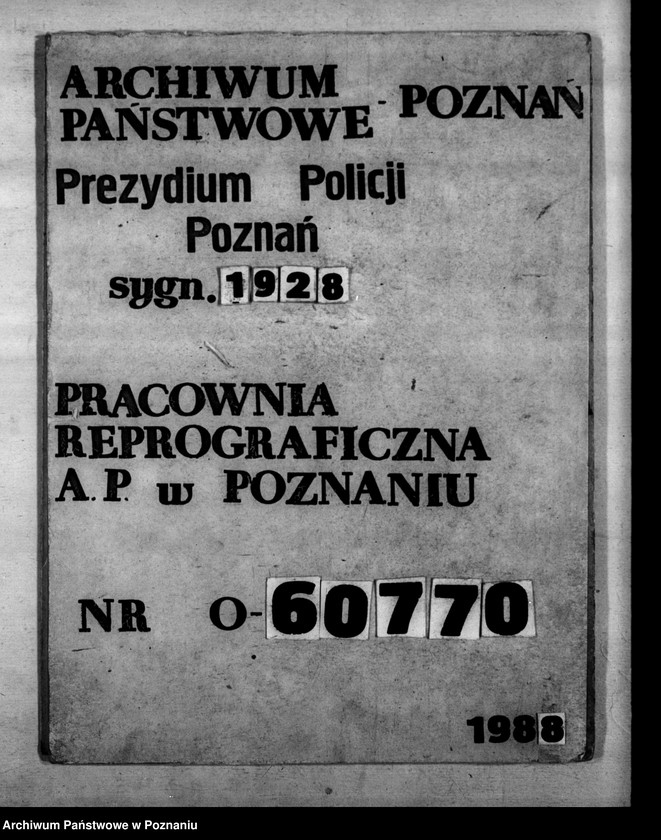 ARCHIWUM
PAŃSTWOWE - POZNAŃ
Prezydium Policji
Poznań
sygn. 1928
PRACOWNIA
REPROGRAFICZNA
A. P. w POZNANIU
NR O-60770
1988
Archiwum Państwowe w Poznaniu